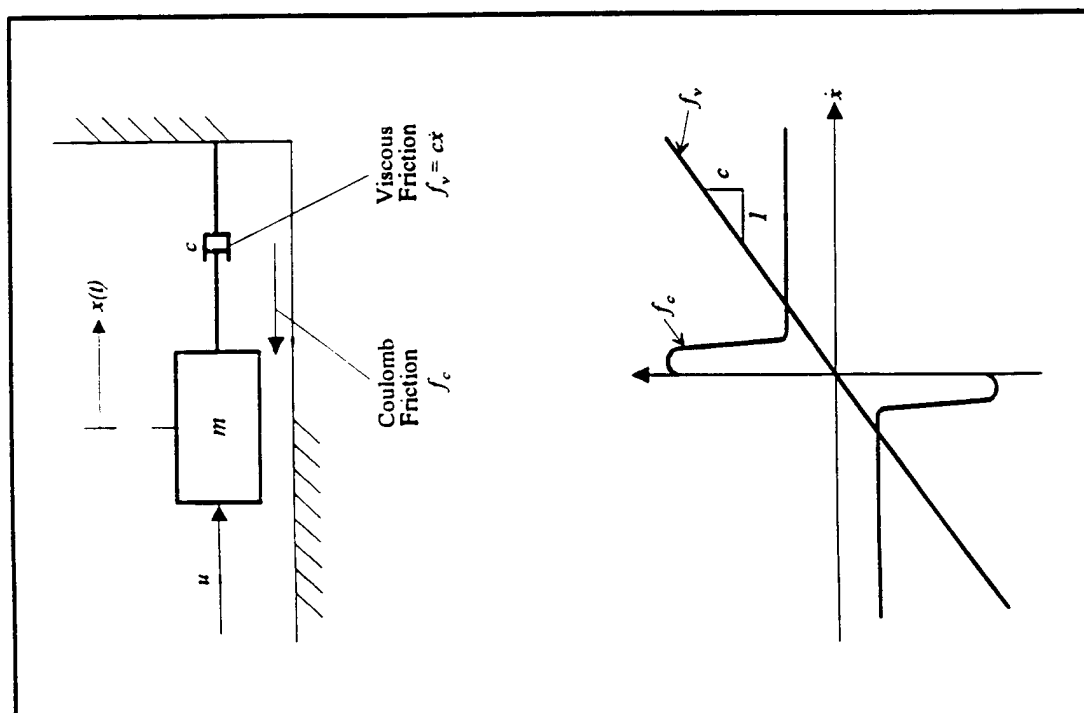 x(t)
c
m
u
Viscous
Friction
f_v = cẋ
Coulomb
Friction
f_c
ẋ
f_v
c
1
f_c